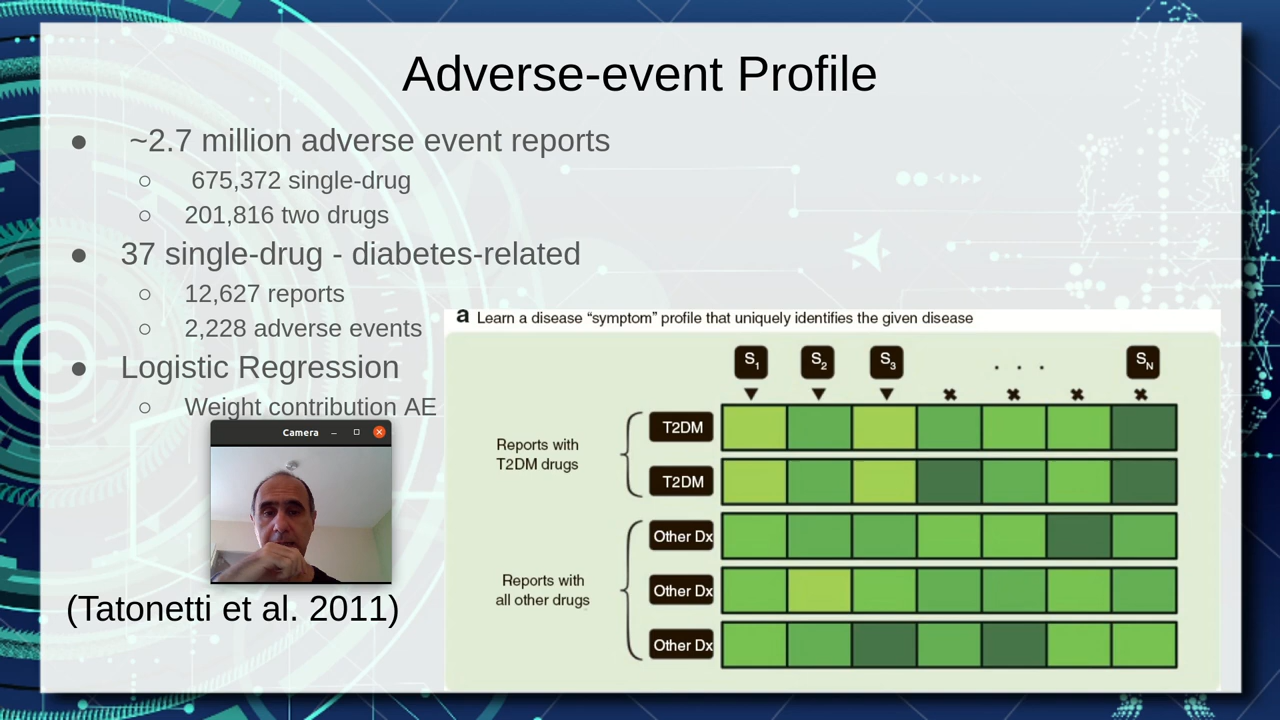 Adverse-event Profile
● ~2.7 million adverse event reports
○ 675,372 single-drug
○ 201,816 two drugs
● 37 single-drug - diabetes-related
○ 12,627 reports
○ 2,228 adverse events
● Logistic Regression
○ Weight contribution AE
Camera
(Tatonetti et al. 2011)
a Learn a disease “symptom” profile that uniquely identifies the given disease
S1 S2 S3 . . . SN
Reports with
T2DM drugs
T2DM
T2DM
Reports with
all other drugs
Other Dx
Other Dx
Other Dx